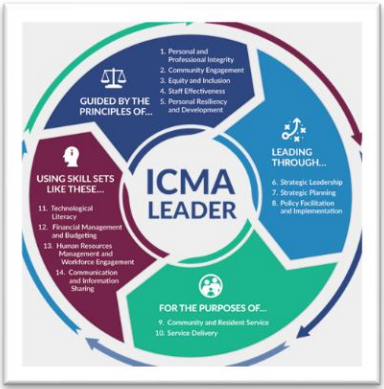 GUIDED BY THE
PRINCIPLES OF...
1. Personal and
Professional Integrity
2. Community Engagement
3. Equity and Inclusion
4. Staff Effectiveness
5. Personal Resiliency
and Development
LEADING
THROUGH...
6. Strategic Leadership
7. Strategic Planning
8. Policy Facilitation
and Implementation
FOR THE PURPOSES OF...
9. Community and Resident Service
10. Service Delivery
USING SKILL SETS
LIKE THESE...
11. Technological
Literacy
12. Financial Management
and Budgeting
13. Human Resources
Management and
Workforce Engagement
14. Communication
and Information
Sharing
ICMA
LEADER